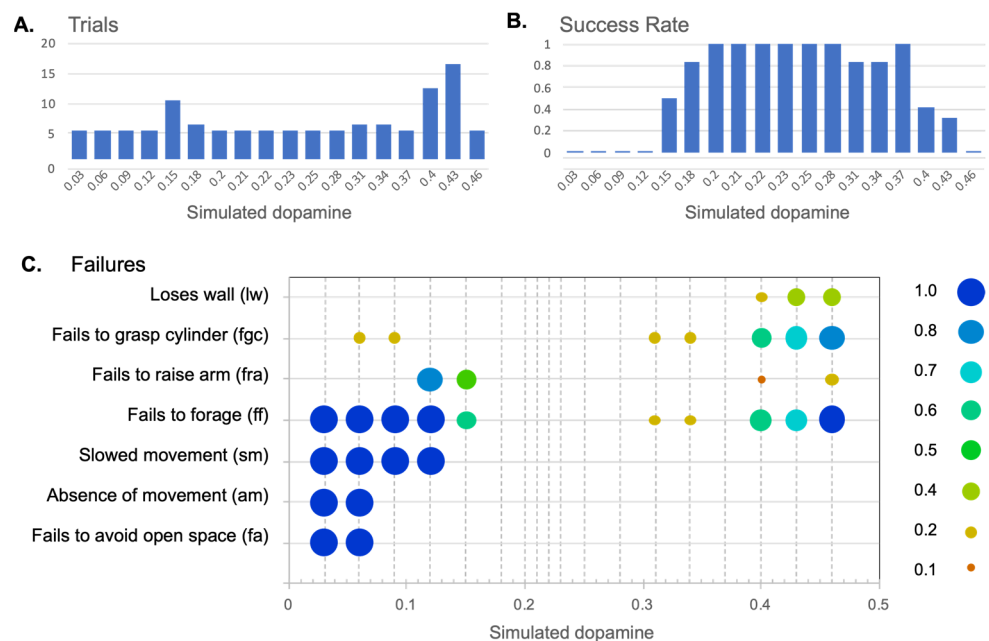 A. Trials
20
15
10
5
0
0.03 0.06 0.09 0.12 0.15 0.18 0.2 0.21 0.22 0.23 0.25 0.28 0.31 0.34 0.37 0.4 0.43 0.46
Simulated dopamine
B. Success Rate
1
0.8
0.6
0.4
0.2
0
0.03 0.06 0.09 0.12 0.15 0.18 0.2 0.21 0.22 0.23 0.25 0.28 0.31 0.34 0.37 0.4 0.43 0.46
Simulated dopamine
C. Failures
Loses wall (lw)
Fails to grasp cylinder (fgc)
Fails to raise arm (fra)
Fails to forage (ff)
Slowed movement (sm)
Absence of movement (am)
Fails to avoid open space (fa)
0 0.1 0.2 0.3 0.4 0.5
Simulated dopamine
1.0
0.8
0.7
0.6
0.5
0.4
0.2
0.1